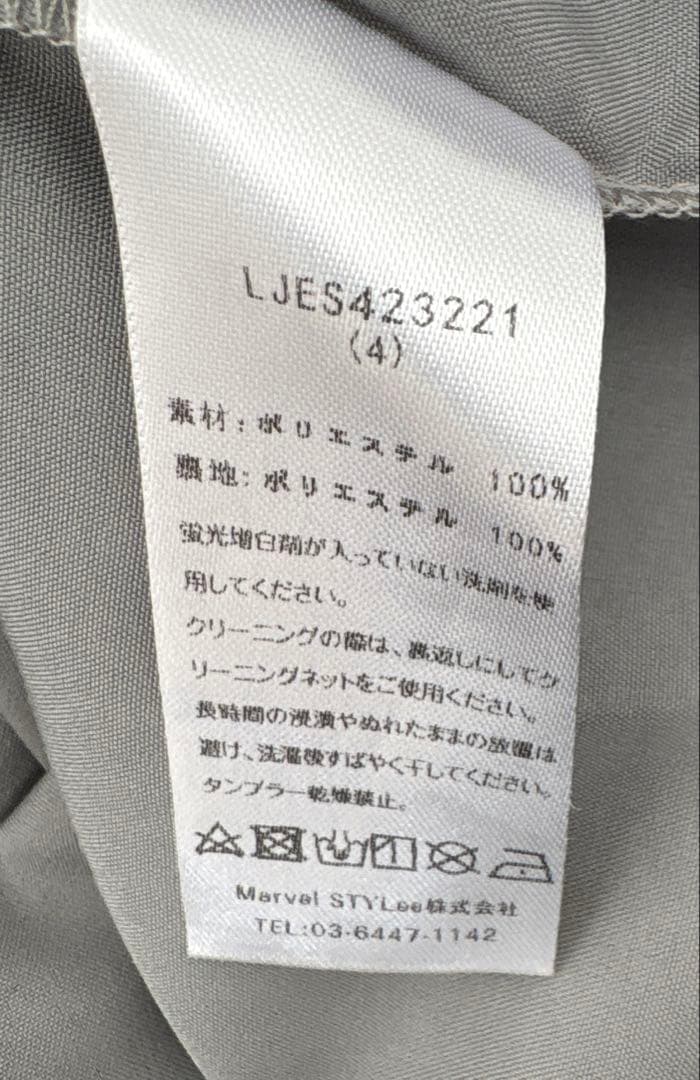 LJES423221
(4)
素材:ポリエステル 100%
裏地:ポリエステル 100%
蛍光増白剤が入っていない洗剤を使
用してください。
クリーニングの際は、裏返しにしてク
リーニングネットをご使用ください。
長時間の浸漬やぬれたままの放置は
避け、洗濯後すばやく干してください。
タンブラー乾燥禁止。
Marvel STYLee株式会社
TEL:03-6447-1142